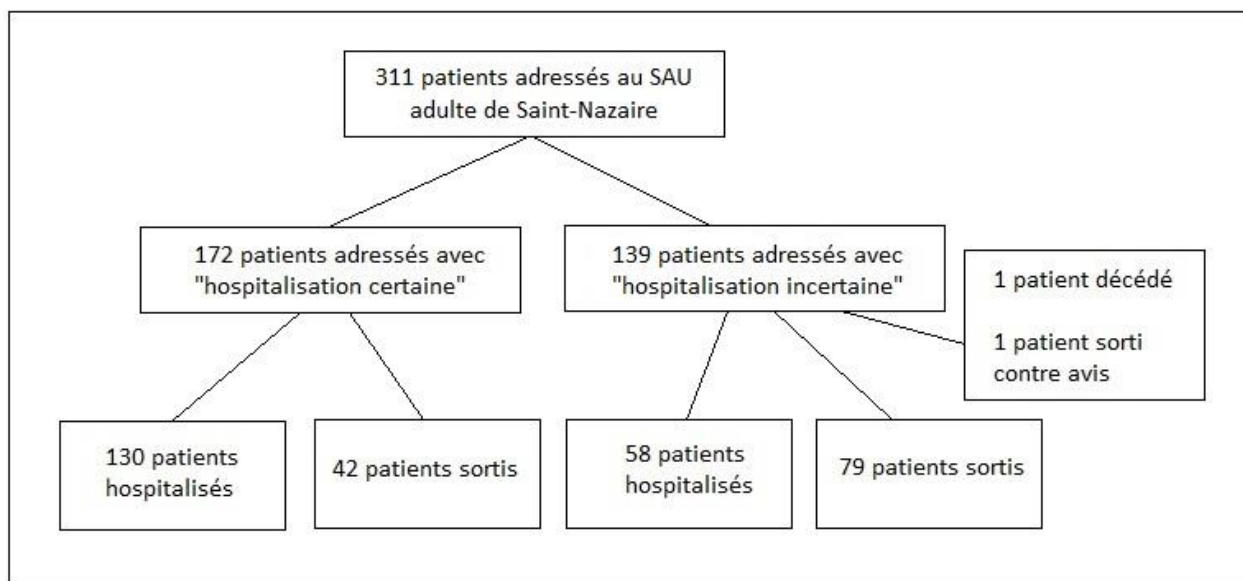 311 patients adressés au SAU
adulte de Saint-Nazaire
172 patients adressés avec
"hospitalisation certaine"
139 patients adressés avec
"hospitalisation incertaine"
1 patient décédé
1 patient sorti
contre avis
130 patients
hospitalisés
42 patients sortis
58 patients
hospitalisés
79 patients sortis